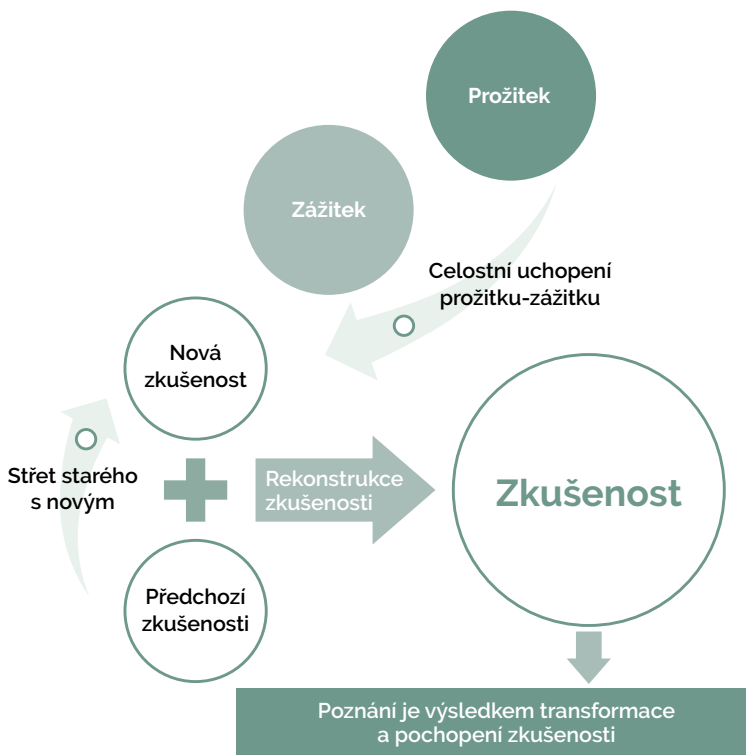 Prožitek
Zážitek
Celostní uchopení
prožitku-zážitku
Nová
zkušenost
Střet starého
s novým
Rekonstrukce
zkušenosti
Zkušenost
Předchozí
zkušenosti
Poznání je výsledkem transformace
a pochopení zkušenosti